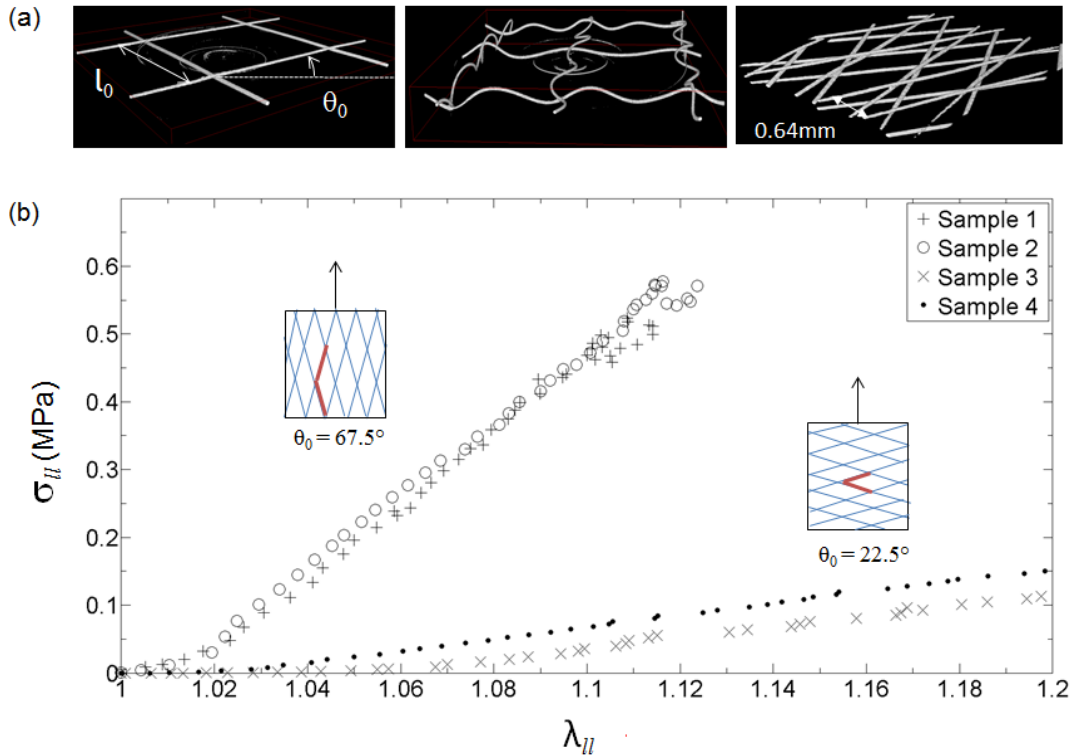 (a)
l₀
θ₀
0.64mm
(b)
Sample 1
Sample 2
Sample 3
Sample 4
0.6
0.5
0.4
0.3
0.2
0.1
0
σ_ll (MPa)
θ₀ = 67.5°
θ₀ = 22.5°
1
1.02
1.04
1.06
1.08
1.1
1.12
1.14
1.16
1.18
1.2
λ_ll